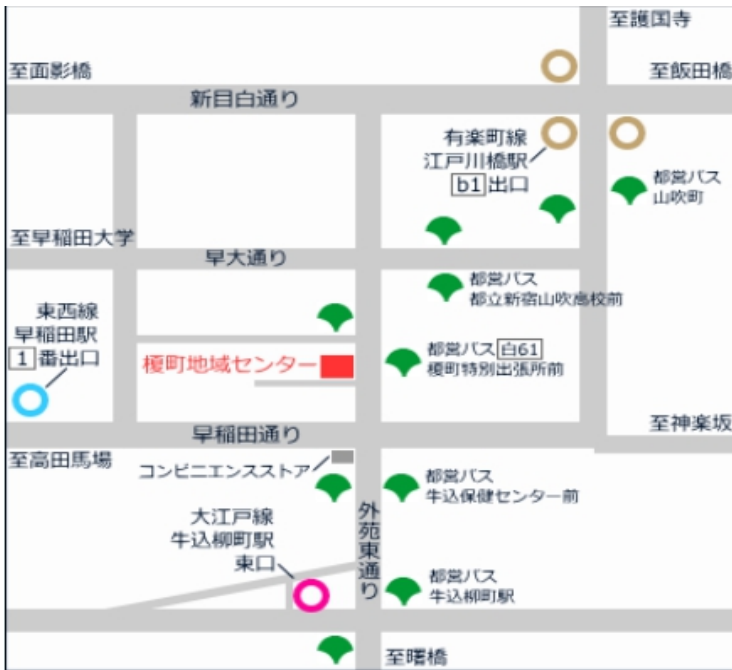 至護国寺
至面影橋
至飯田橋
新目白通り
有楽町線
江戸川橋駅
b1出口
都営バス
山吹町
至早稲田大学
早大通り
都営バス
都立新宿山吹高校前
東西線
早稲田駅
1番出口
榎町地域センター
都営バス白61
榎町特別出張所前
早稲田通り
至神楽坂
至高田馬場
コンビニエンスストア
都営バス
牛込保健センター前
大江戸線
牛込柳町駅
東口
外苑東通り
都営バス
牛込柳町駅
至曙橋